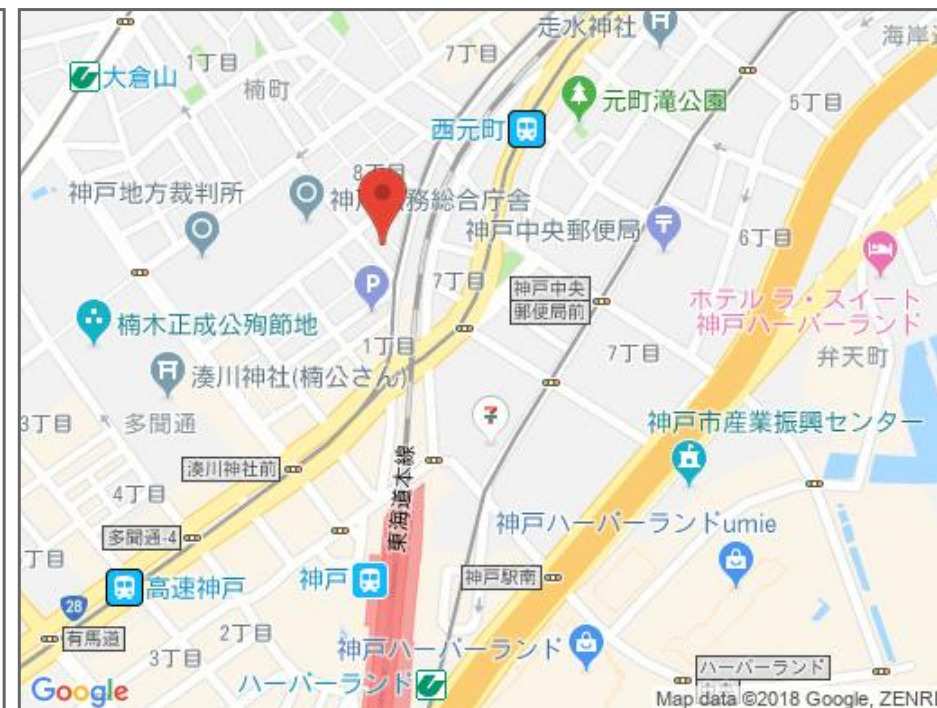 走水神社
海岸通
7丁目
1丁目
大倉山
楠町
元町滝公園
5丁目
西元町
8丁目
神戸地方裁判所
神戸法務総合庁舎
神戸中央郵便局
6丁目
P
7丁目
神戸中央
郵便局前
ホテル ラ・スイート
神戸ハーバーランド
楠木正成公殉節地
1丁目
7丁目
弁天町
湊川神社(楠公さん)
3丁目
多聞通
7
神戸市産業振興センター
湊川神社前
東海道本線
4丁目
神戸ハーバーランドumie
多聞通-4
丁目
高速神戸
神戸
神戸駅南
28
有馬道
2丁目
3丁目
神戸ハーバーランド
ハーバーランド
ハーバーランド
Google
Map data ©2018 Google, ZENRI